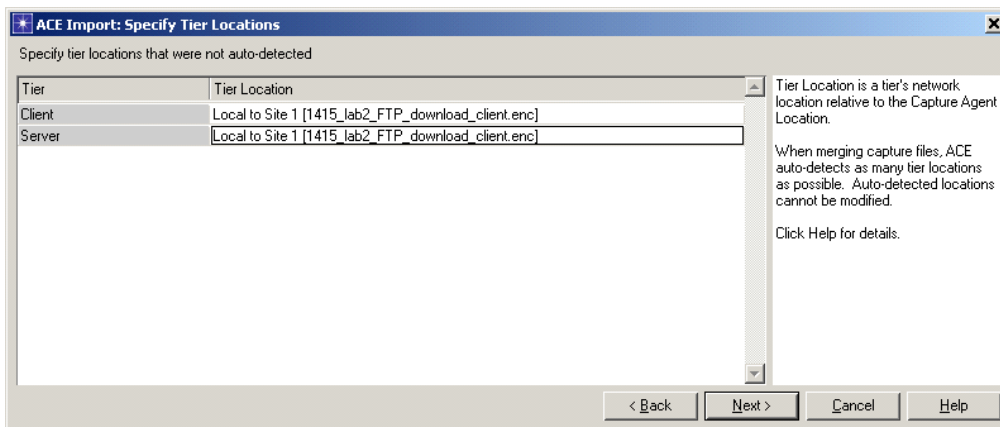 ACE Import: Specify Tier Locations
Specify tier locations that were not auto-detected
Tier Tier Location
Client Local to Site 1 [1415_lab2_FTP_download_client.enc]
Server Local to Site 1 [1415_lab2_FTP_download_client.enc]
Tier Location is a tier's network
location relative to the Capture Agent
Location.
When merging capture files, ACE
auto-detects as many tier locations
as possible. Auto-detected locations
cannot be modified.
Click Help for details.
< Back Next > Cancel Help